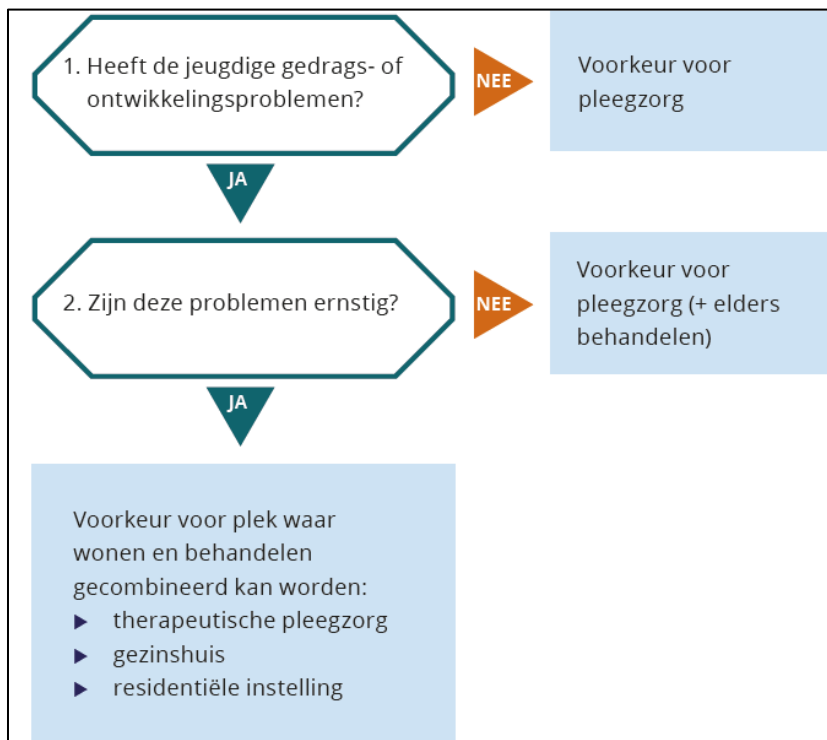 1. Heeft de jeugdige gedrags- of
ontwikkelingsproblemen?
NEE
Voorkeur voor
pleegzorg
JA
2. Zijn deze problemen ernstig?
NEE
Voorkeur voor
pleegzorg (+ elders
behandelen)
JA
Voorkeur voor plek waar
wonen en behandelen
gecombineerd kan worden:
therapeutische pleegzorg
gezinshuis
residentiële instelling